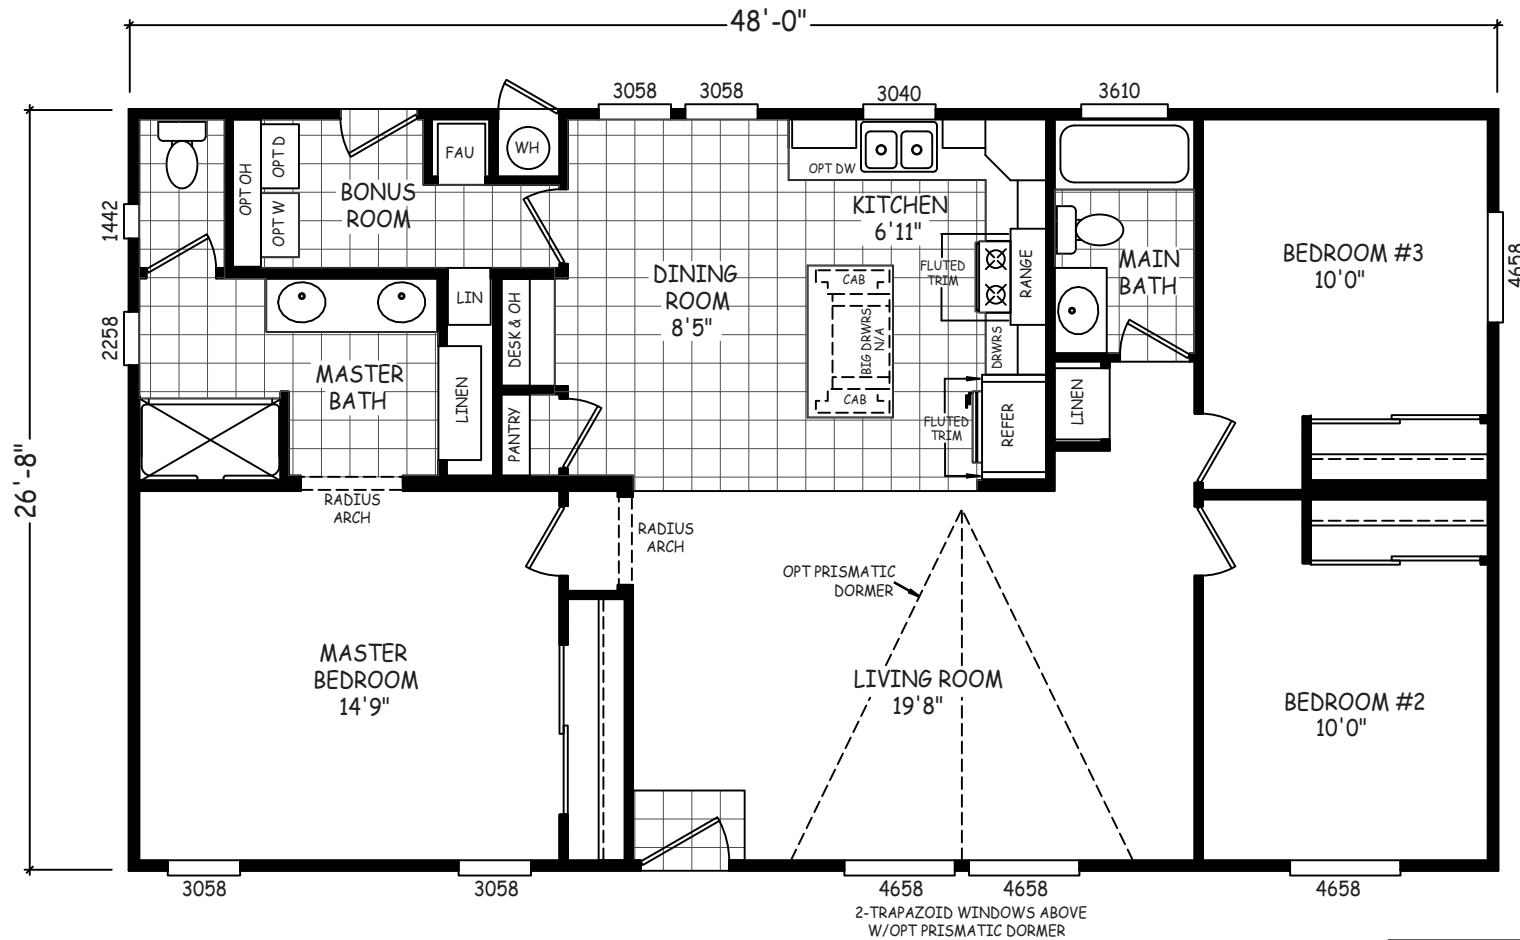 48'-0"
3058
3058
3040
3610
26'-8"
1442
2258
OPT OH
OPT D
OPT W
BONUS
ROOM
FAU
WH
LIN
DESK & OH
LINEN
PANTRY
MASTER
BATH
RADIUS
ARCH
DINING
ROOM
8'5"
OPT DW
KITCHEN
6'11"
FLUTED
TRIM
RANGE
CAB
BIG DRWRS
N/A
CAB
DRWRS
FLUTED
TRIM
REFER
MAIN
BATH
LINEN
BEDROOM #3
10'0"
4658
RADIUS
ARCH
OPT PRISMATIC
DORMER
MASTER
BEDROOM
14'9"
LIVING ROOM
19'8"
BEDROOM #2
10'0"
3058
3058
4658
4658
4658
2-TRAPAZOID WINDOWS ABOVE
W/OPT PRISMATIC DORMER